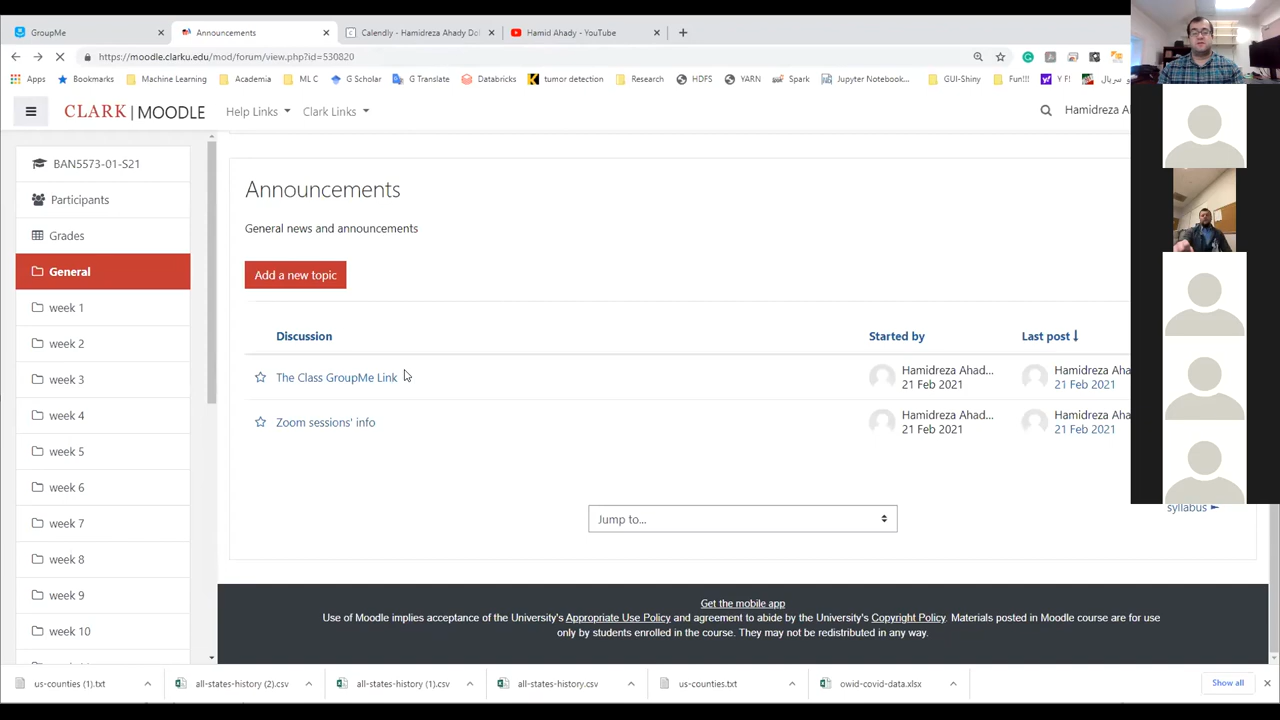 GroupMe
Announcements
Calendly - Hamidreza Ahady Dol
Hamid Ahady - YouTube
https://moodle.clarku.edu/mod/forum/view.php?id=530820
Apps
Bookmarks
Machine Learning
Academia
ML C
G Scholar
G Translate
Databricks
tumor detection
Research
HDFS
YARN
Spark
Jupyter Notebook...
GUI-Shiny
Fun!!!
Y F!
CLARK | MOODLE
Help Links
Clark Links
Hamidreza A
BAN5573-01-S21
Participants
Grades
General
week 1
week 2
week 3
week 4
week 5
week 6
week 7
week 8
week 9
week 10
Announcements
General news and announcements
Add a new topic
Discussion
Started by
Last post
The Class GroupMe Link
Hamidreza Ahad...
21 Feb 2021
Hamidreza Aha
21 Feb 2021
Zoom sessions' info
Hamidreza Ahad...
21 Feb 2021
Hamidreza Aha
21 Feb 2021
Jump to...
syllabus ►
Get the mobile app
Use of Moodle implies acceptance of the University's Appropriate Use Policy and agreement to abide by the University's Copyright Policy. Materials posted in Moodle course are for use
only by students enrolled in the course. They may not be redistributed in any way.
us-counties (1).txt
all-states-history (2).csv
all-states-history (1).csv
all-states-history.csv
us-counties.txt
owid-covid-data.xlsx
Show all